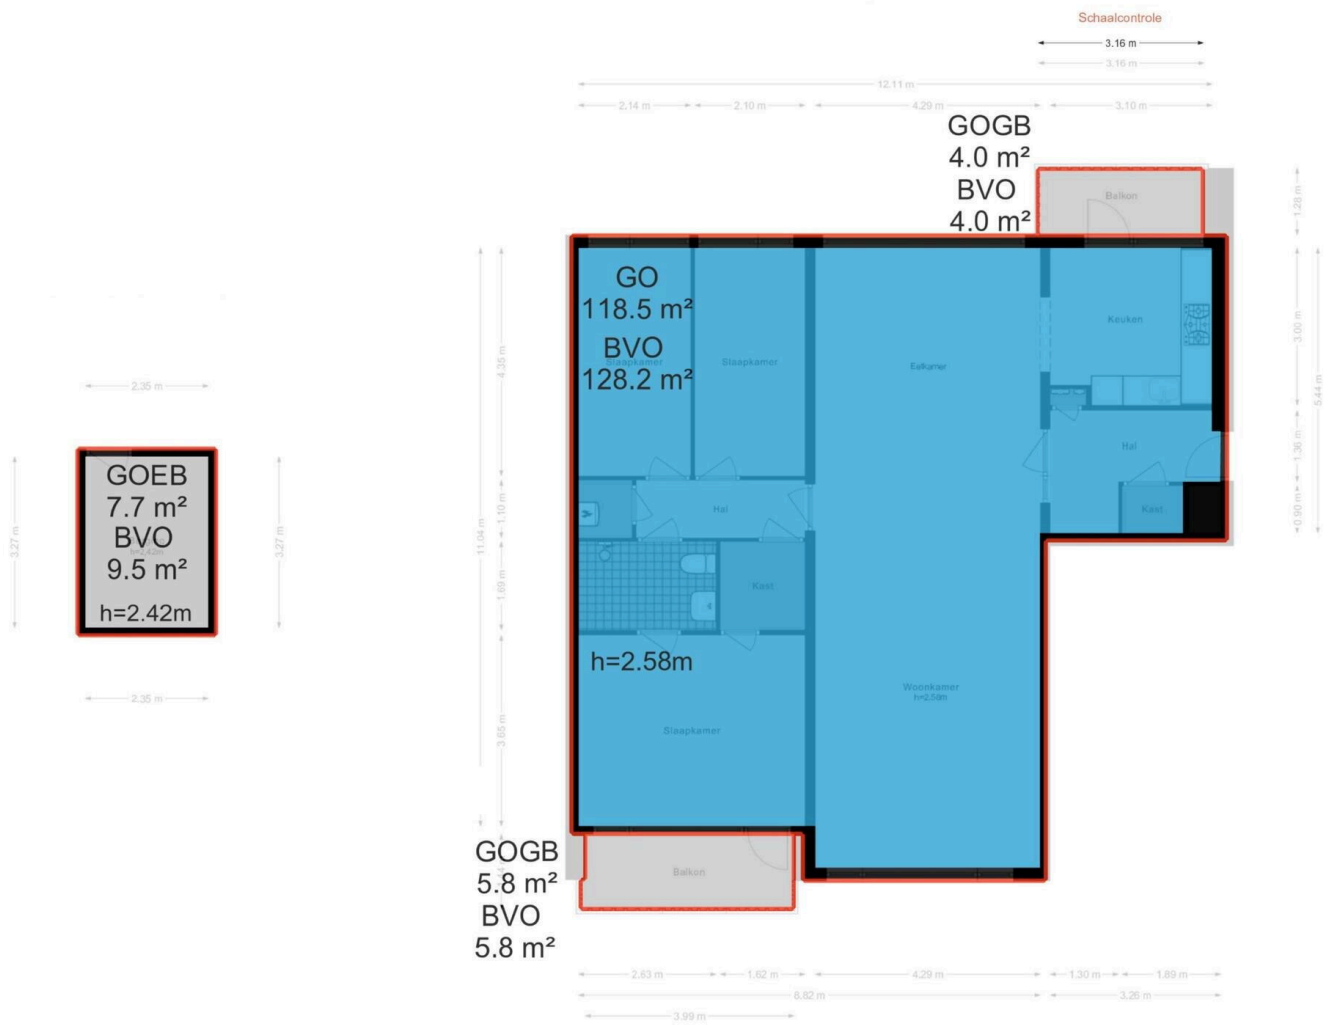 Schaalcontrole
3.16 m
3.16 m
12.11 m
2.14 m
2.10 m
4.29 m
3.10 m
GOGB
4.0 m²
BVO
4.0 m²
Balkon
1.28 m
GO
118.5 m²
BVO
128.2 m²
Slaapkamer
Slaapkamer
Eetkamer
Keuken
3.00 m
5.44 m
4.35 m
2.35 m
Hal
1.36 m
GOEB
7.7 m²
BVO
9.5 m²
h=2,42m
h=2.42m
3.27 m
3.27 m
11.04 m
1.10 m
Hal
Kast
0.90 m
1.69 m
Kast
h=2.58m
2.35 m
Woonkamer
h=2,58m
3.65 m
Slaapkamer
GOGB
5.8 m²
BVO
5.8 m²
Balkon
2.63 m
1.62 m
4.29 m
1.30 m
1.89 m
8.82 m
3.26 m
3.99 m